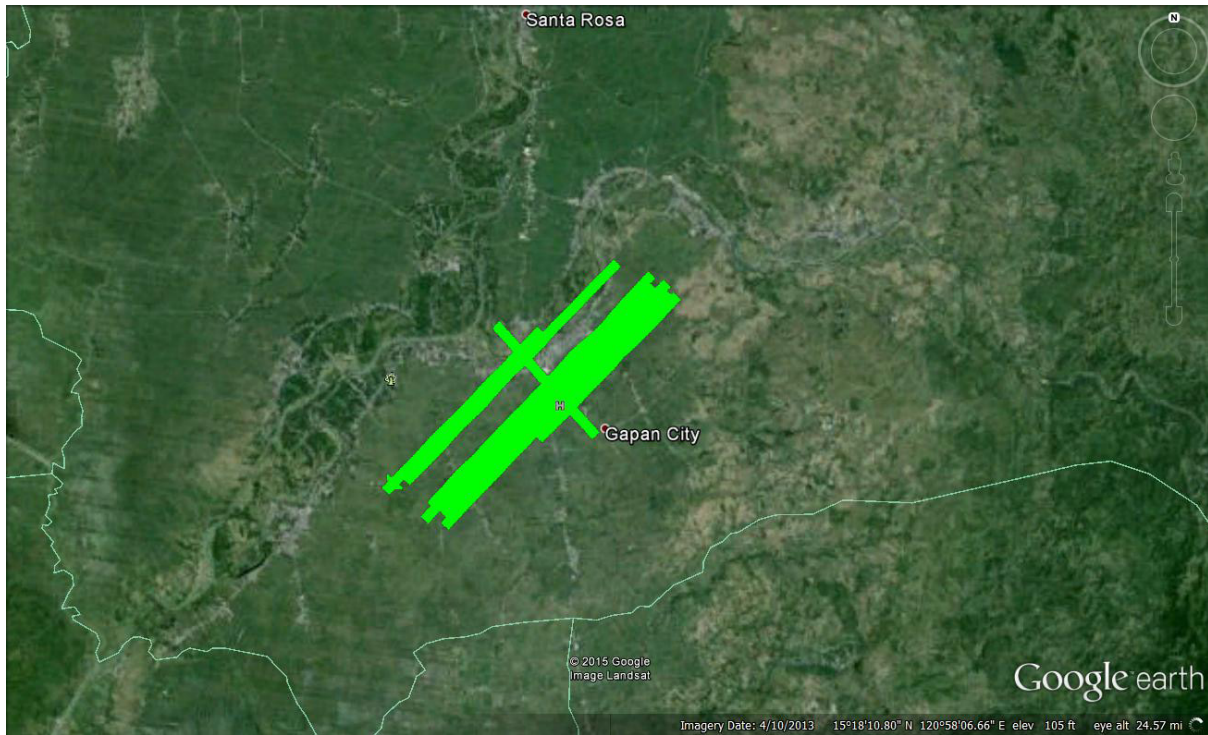 Santa Rosa
N
H
Gapan City
© 2015 Google
Image Landsat
Google earth
Imagery Date: 4/10/2013 15°18'10.80" N 120°58'06.66" E elev 105 ft eye alt 24.57 mi